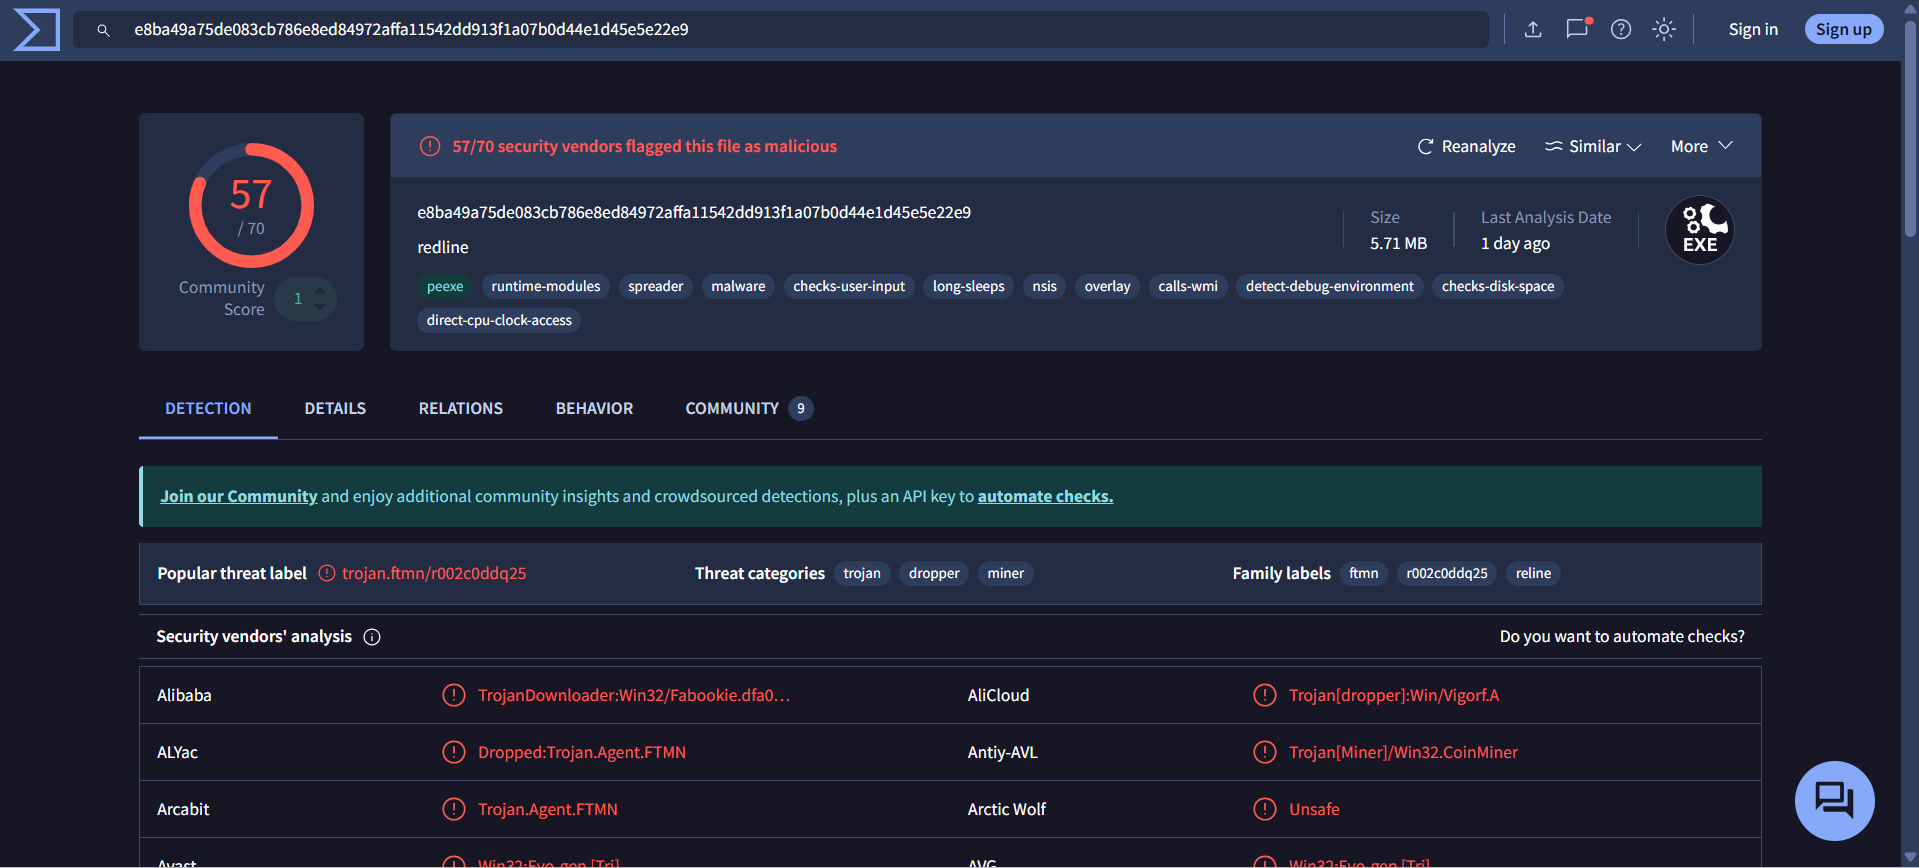 e8ba49a75de083cb786e8ed84972affa11542dd913f1a07b0d44e1d45e5e22e9
Sign in
Sign up
57
/ 70
Community Score
1
57/70 security vendors flagged this file as malicious
Reanalyze
Similar
More
e8ba49a75de083cb786e8ed84972affa11542dd913f1a07b0d44e1d45e5e22e9
redline
Size
5.71 MB
Last Analysis Date
1 day ago
EXE
peexe runtime-modules spreader malware checks-user-input long-sleeps nsis overlay calls-wmi detect-debug-environment checks-disk-space
direct-cpu-clock-access
DETECTION DETAILS RELATIONS BEHAVIOR COMMUNITY 9
Join our Community and enjoy additional community insights and crowdsourced detections, plus an API key to automate checks.
Popular threat label trojan.ftmn/r002c0ddq25 Threat categories trojan dropper miner Family labels ftmn r002c0ddq25 reline
Security vendors' analysis Do you want to automate checks?
Alibaba TrojanDownloader:Win32/Fabookie.dfa0… AliCloud Trojan[dropper]:Win/Vigorf.A
ALYac Dropped:Trojan.Agent.FTMN Antiy-AVL Trojan[Miner]/Win32.CoinMiner
Arcabit Trojan.Agent.FTMN Arctic Wolf Unsafe
Avast Win32:Evo-gen [Trj] AVG Win32:Evo-gen [Trj]